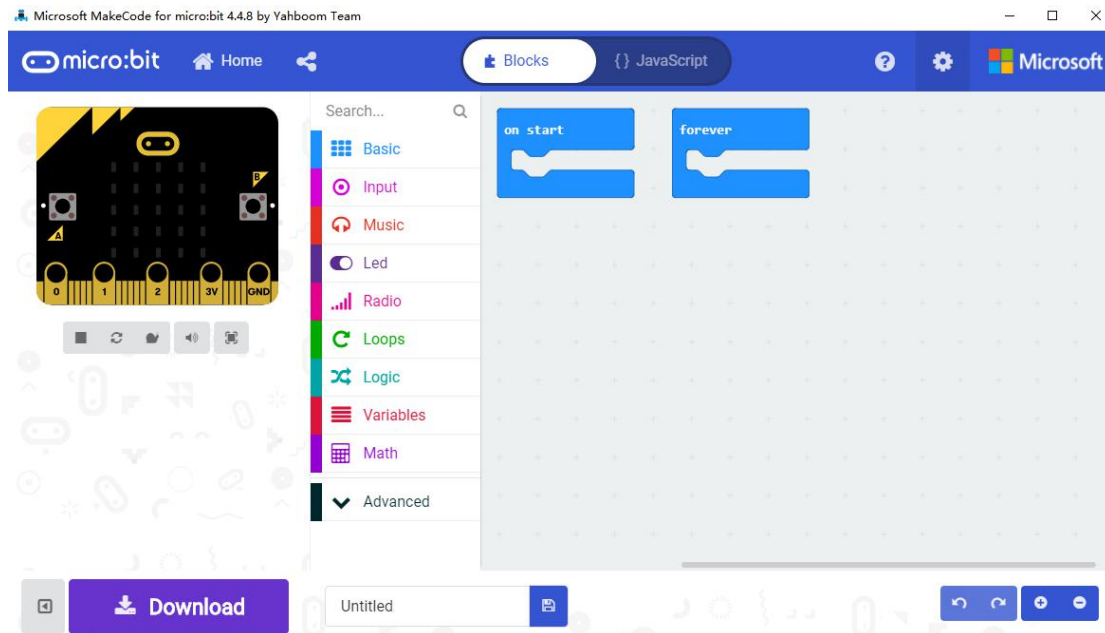 Microsoft MakeCode for micro:bit 4.4.8 by Yahboom Team
micro:bit
Home
Blocks
{} JavaScript
Microsoft
Search...
Basic
Input
Music
Led
Radio
Loops
Logic
Variables
Math
Advanced
on start
forever
B
A
0 1 2 3V GND
Download
Untitled